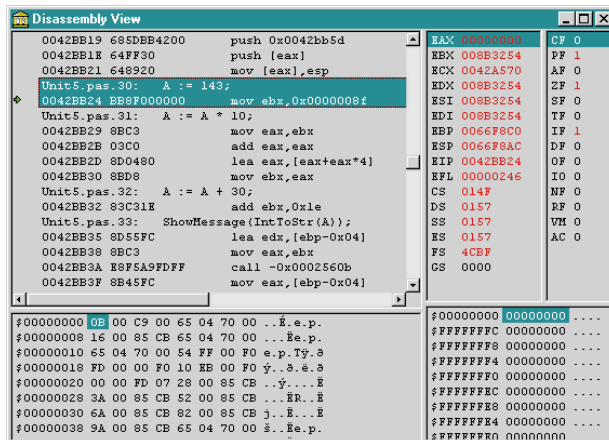 Disassembly View
0042BB19 685DBB4200 push 0x0042bb5d
0042BB1E 64FF30 push [eax]
0042BB21 648920 mov [eax],esp
Unit5.pas.30: A := 143;
0042BB24 BB8F000000 mov ebx,0x0000008f
Unit5.pas.31: A := A * 10;
0042BB29 8BC3 mov eax,ebx
0042BB2B 03C0 add eax,eax
0042BB2D 8D0480 lea eax,[eax+eax*4]
0042BB30 8BD8 mov ebx,eax
Unit5.pas.32: A := A + 30;
0042BB32 83C31E add ebx,0x1e
Unit5.pas.33: ShowMessage(IntToStr(A));
0042BB35 8D55FC lea edx,[ebp-0x04]
0042BB38 8BC3 mov eax,ebx
0042BB3A E8F5A9FDFF call -0x0002560b
0042BB3F 8B45FC mov eax,[ebp-0x04]
EAX 00000000
EBX 008B3254
ECX 0042A570
EDX 008B3254
ESI 008B3254
EDI 008B3254
EBP 0066F8C0
ESP 0066F8AC
EIP 0042BB24
EFL 00000246
CS 014F
DS 0157
SS 0157
ES 0157
FS 4CBF
GS 0000
CF 0
PF 1
AF 0
ZF 1
SF 0
TF 0
IF 1
DF 0
OF 0
IO 0
NF 0
RF 0
VM 0
AC 0
$00000000 0B 00 C9 00 65 04 70 00 ..É.e.p.
$00000008 16 00 85 CB 65 04 70 00 ...Ëe.p.
$00000010 65 04 70 00 54 FF 00 F0 e.p.Tÿ.ð
$00000018 FD 00 00 F0 10 EB 00 F0 ý..ð.ë.ð
$00000020 00 00 FD 07 28 00 85 CB ..ý.(..Ë
$00000028 3A 00 85 CB 52 00 85 CB :..ËR..Ë
$00000030 6A 00 85 CB 82 00 85 CB j..Ë...Ë
$00000038 9A 00 85 CB 65 04 70 00 š..Ëe.p.
$00000000 00000000 ....
$FFFFFFFC 00000000 ....
$FFFFFFF8 00000000 ....
$FFFFFFF4 00000000 ....
$FFFFFFF0 00000000 ....
$FFFFFFEC 00000000 ....
$FFFFFFE8 00000000 ....
$FFFFFFE4 00000000 ....
$FFFFFFE0 00000000 ....